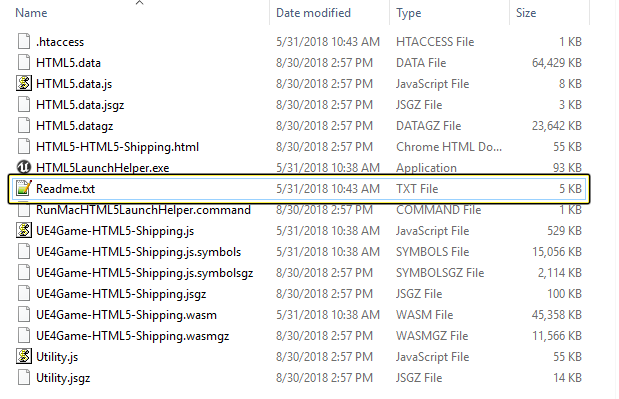 Name Date modified Type Size
.htaccess 5/31/2018 10:43 AM HTACCESS File 1 KB
HTML5.data 8/30/2018 2:57 PM DATA File 64,429 KB
HTML5.data.js 8/30/2018 2:57 PM JavaScript File 8 KB
HTML5.data.jsgz 8/30/2018 2:57 PM JSGZ File 3 KB
HTML5.datagz 8/30/2018 2:57 PM DATAGZ File 23,642 KB
HTML5-HTML5-Shipping.html 8/30/2018 2:57 PM Chrome HTML Do... 55 KB
HTML5LaunchHelper.exe 5/31/2018 10:38 AM Application 93 KB
Readme.txt 5/31/2018 10:43 AM TXT File 5 KB
RunMacHTML5LaunchHelper.command 8/30/2018 2:57 PM COMMAND File 1 KB
UE4Game-HTML5-Shipping.js 5/31/2018 10:38 AM JavaScript File 529 KB
UE4Game-HTML5-Shipping.js.symbols 5/31/2018 10:38 AM SYMBOLS File 15,056 KB
UE4Game-HTML5-Shipping.js.symbolsgz 8/30/2018 2:57 PM SYMBOLSGZ File 2,114 KB
UE4Game-HTML5-Shipping.jsgz 8/30/2018 2:57 PM JSGZ File 100 KB
UE4Game-HTML5-Shipping.wasm 5/31/2018 10:38 AM WASM File 45,358 KB
UE4Game-HTML5-Shipping.wasmgz 8/30/2018 2:57 PM WASMGZ File 11,566 KB
Utility.js 8/30/2018 2:57 PM JavaScript File 55 KB
Utility.jsgz 8/30/2018 2:57 PM JSGZ File 14 KB